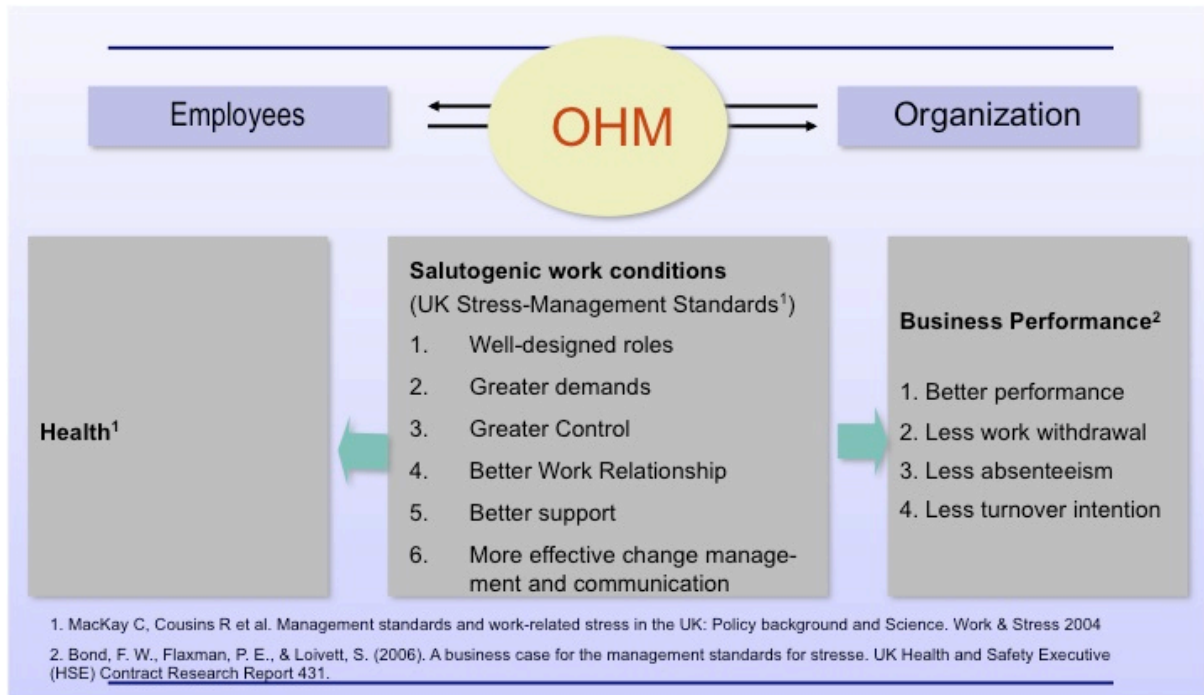 Employees
OHM
Organization
Health1
Salutogenic work conditions
(UK Stress-Management Standards1)
1. Well-designed roles
2. Greater demands
3. Greater Control
4. Better Work Relationship
5. Better support
6. More effective change manage-
ment and communication
Business Performance2
1. Better performance
2. Less work withdrawal
3. Less absenteeism
4. Less turnover intention
1. MacKay C, Cousins R et al. Management standards and work-related stress in the UK: Policy background and Science. Work & Stress 2004
2. Bond, F. W., Flaxman, P. E., & Loivett, S. (2006). A business case for the management standards for stresse. UK Health and Safety Executive
(HSE) Contract Research Report 431.